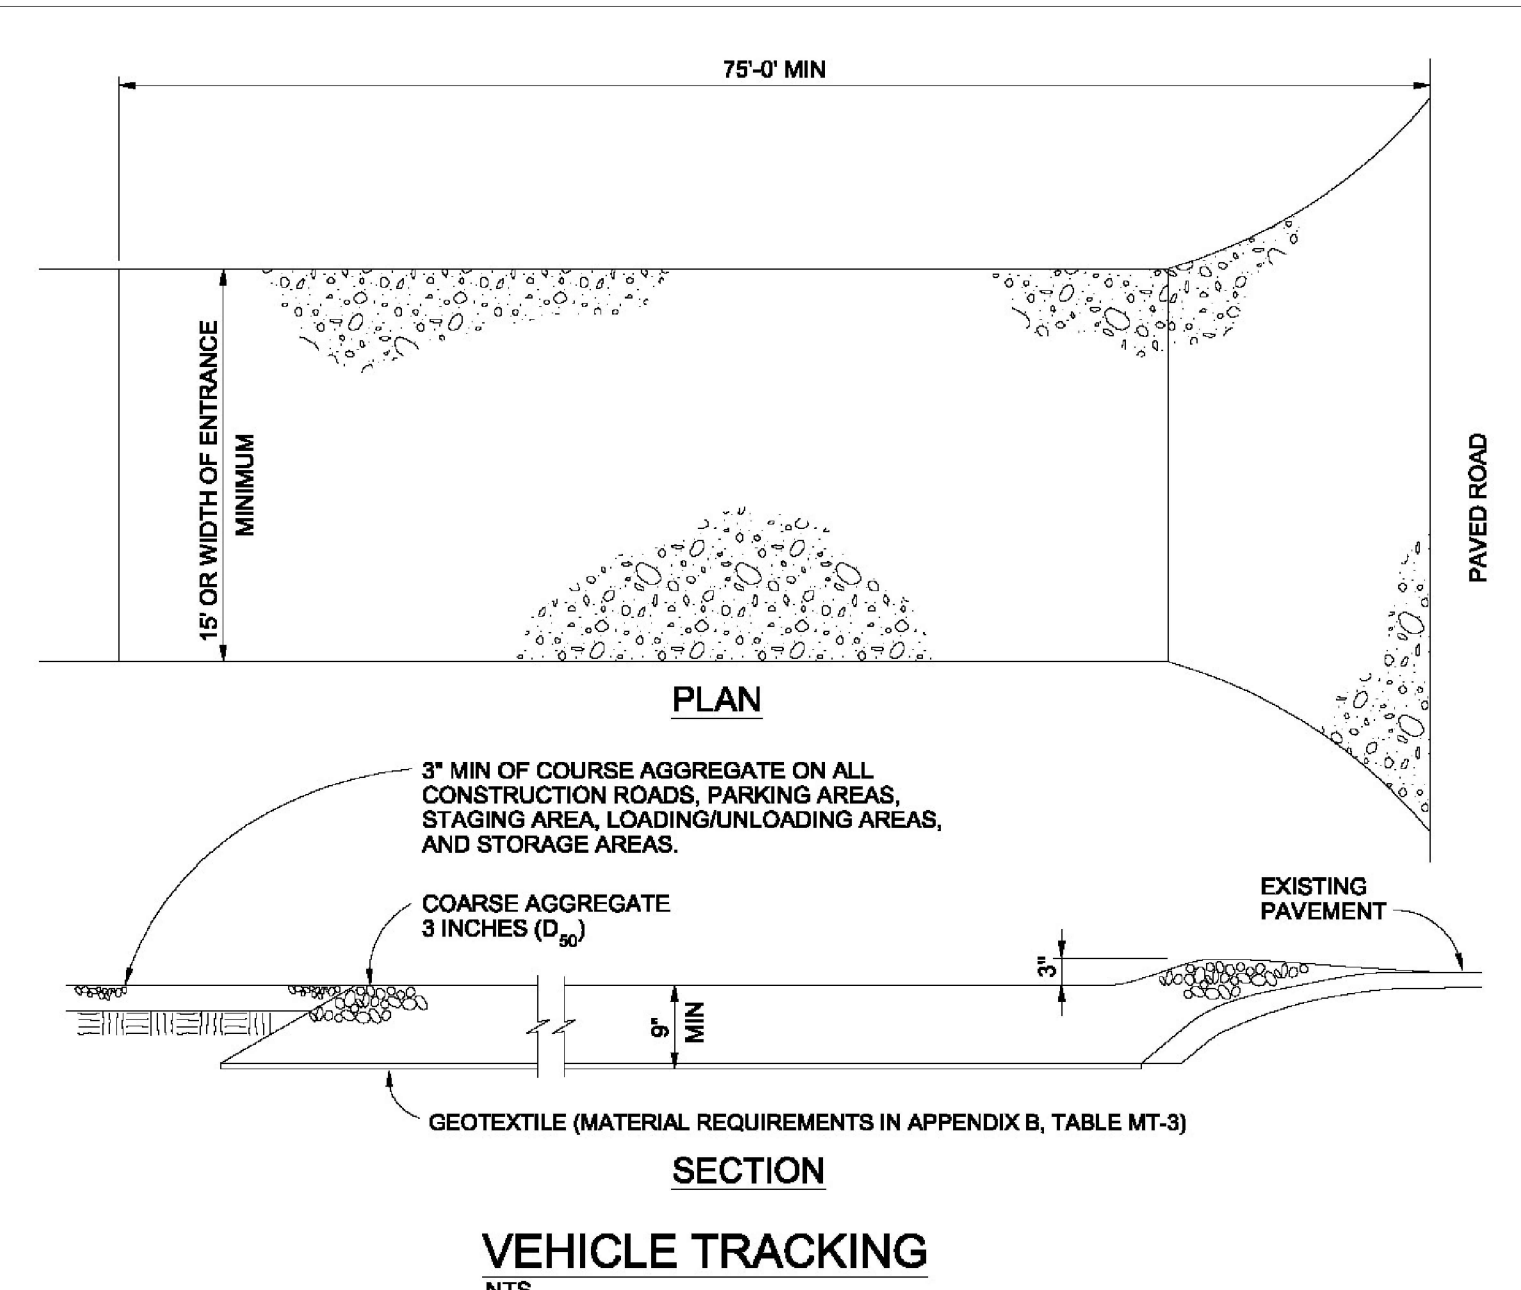 75'-0' MIN
15' OR WIDTH OF ENTRANCE
MINIMUM
PAVED ROAD
PLAN
3" MIN OF COURSE AGGREGATE ON ALL
CONSTRUCTION ROADS, PARKING AREAS,
STAGING AREA, LOADING/UNLOADING AREAS,
AND STORAGE AREAS.
COARSE AGGREGATE
3 INCHES (D50)
EXISTING
PAVEMENT
3"
9"
MIN
GEOTEXTILE (MATERIAL REQUIREMENTS IN APPENDIX B, TABLE MT-3)
SECTION
VEHICLE TRACKING
NTS